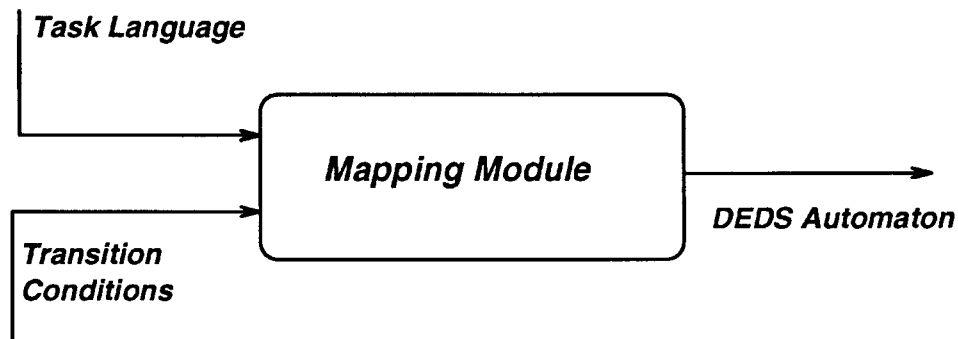 Task Language
Mapping Module
DEDS Automaton
Transition
Conditions